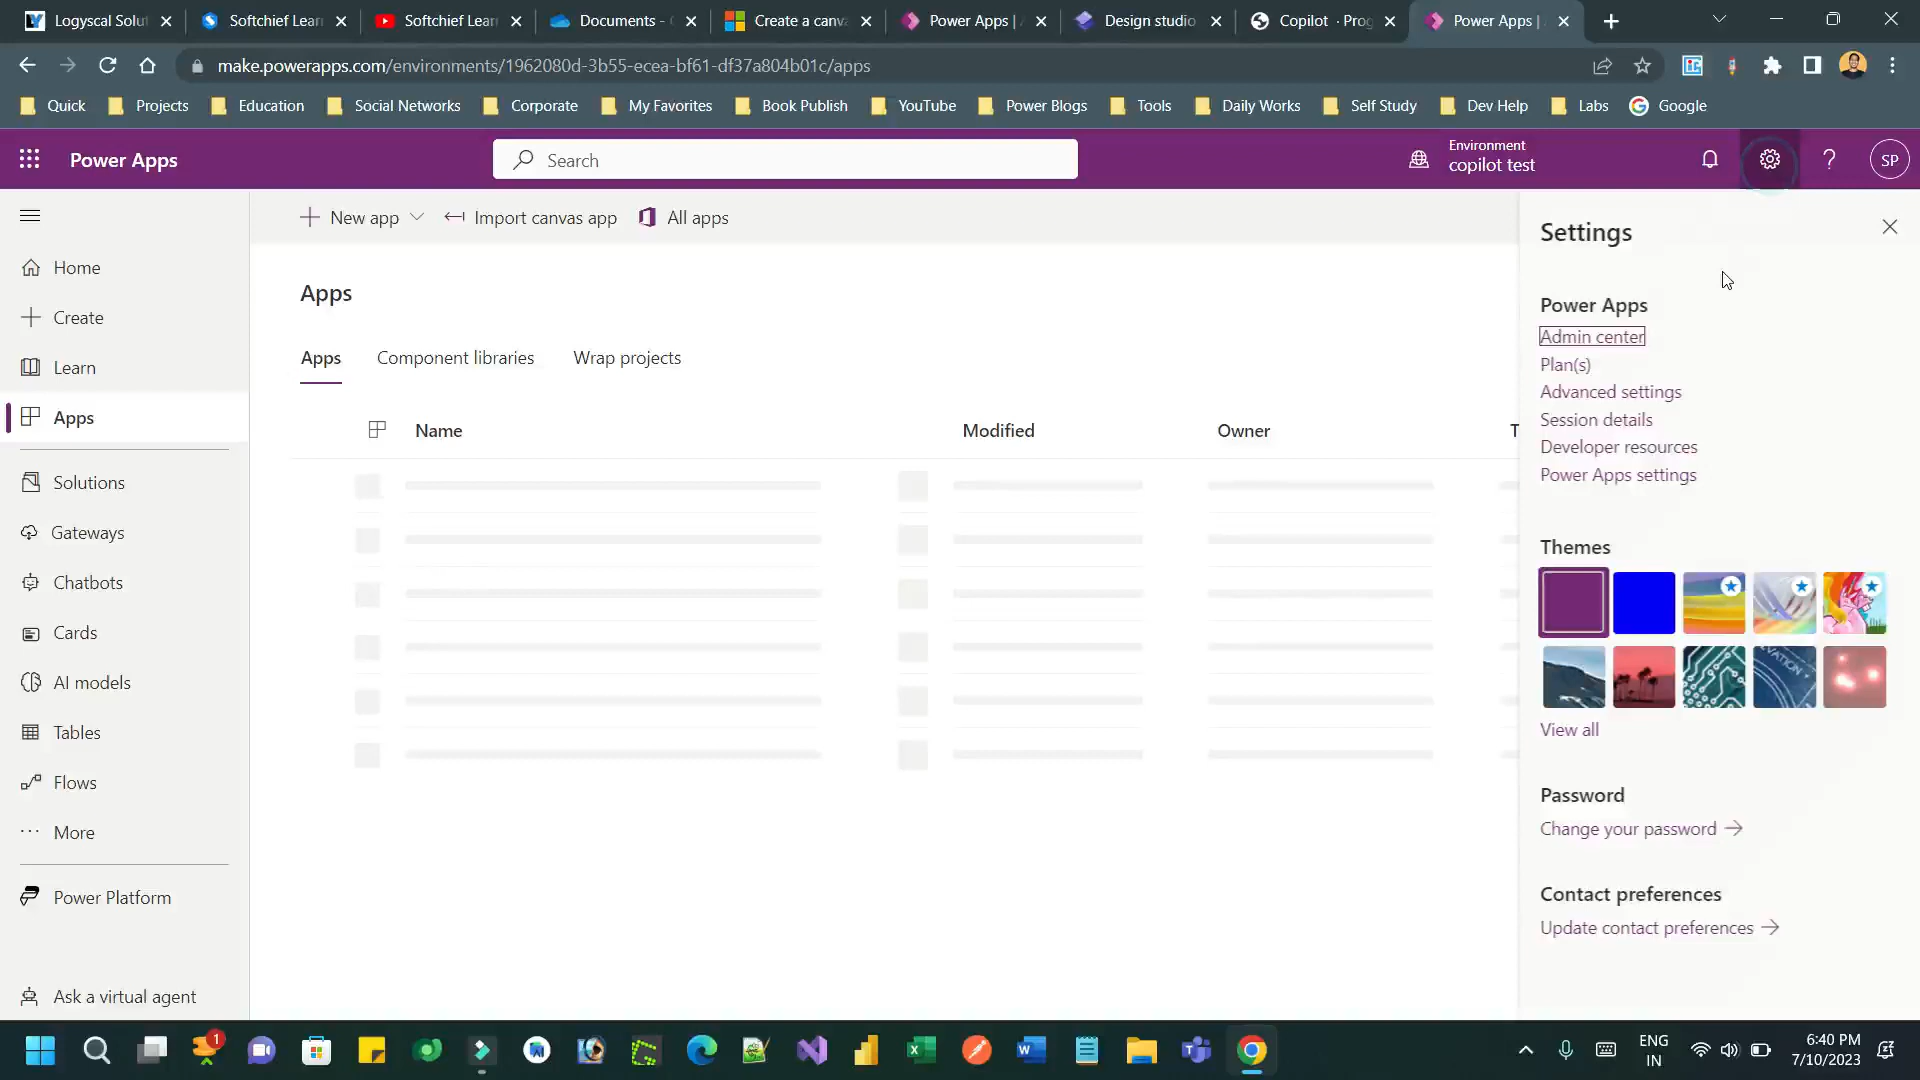 Logyscal Solut
Softchief Lear
Softchief Lear
Documents -
Create a canva
Power Apps |
Design studio
Copilot · Prog
Power Apps |
make.powerapps.com/environments/1962080d-3b55-ecea-bf61-df37a804b01c/apps
Quick
Projects
Education
Social Networks
Corporate
My Favorites
Book Publish
YouTube
Power Blogs
Tools
Daily Works
Self Study
Dev Help
Labs
Google
Power Apps
Search
Environment
copilot test
?
SP
Home
Create
Learn
Apps
Solutions
Gateways
Chatbots
Cards
AI models
Tables
Flows
More
Power Platform
Ask a virtual agent
New app
Import canvas app
All apps
Apps
Apps
Component libraries
Wrap projects
Name
Modified
Owner
T
Settings
Power Apps
Admin center
Plan(s)
Advanced settings
Session details
Developer resources
Power Apps settings
Themes
View all
Password
Change your password
Contact preferences
Update contact preferences
1
ENG
IN
6:40 PM
7/10/2023